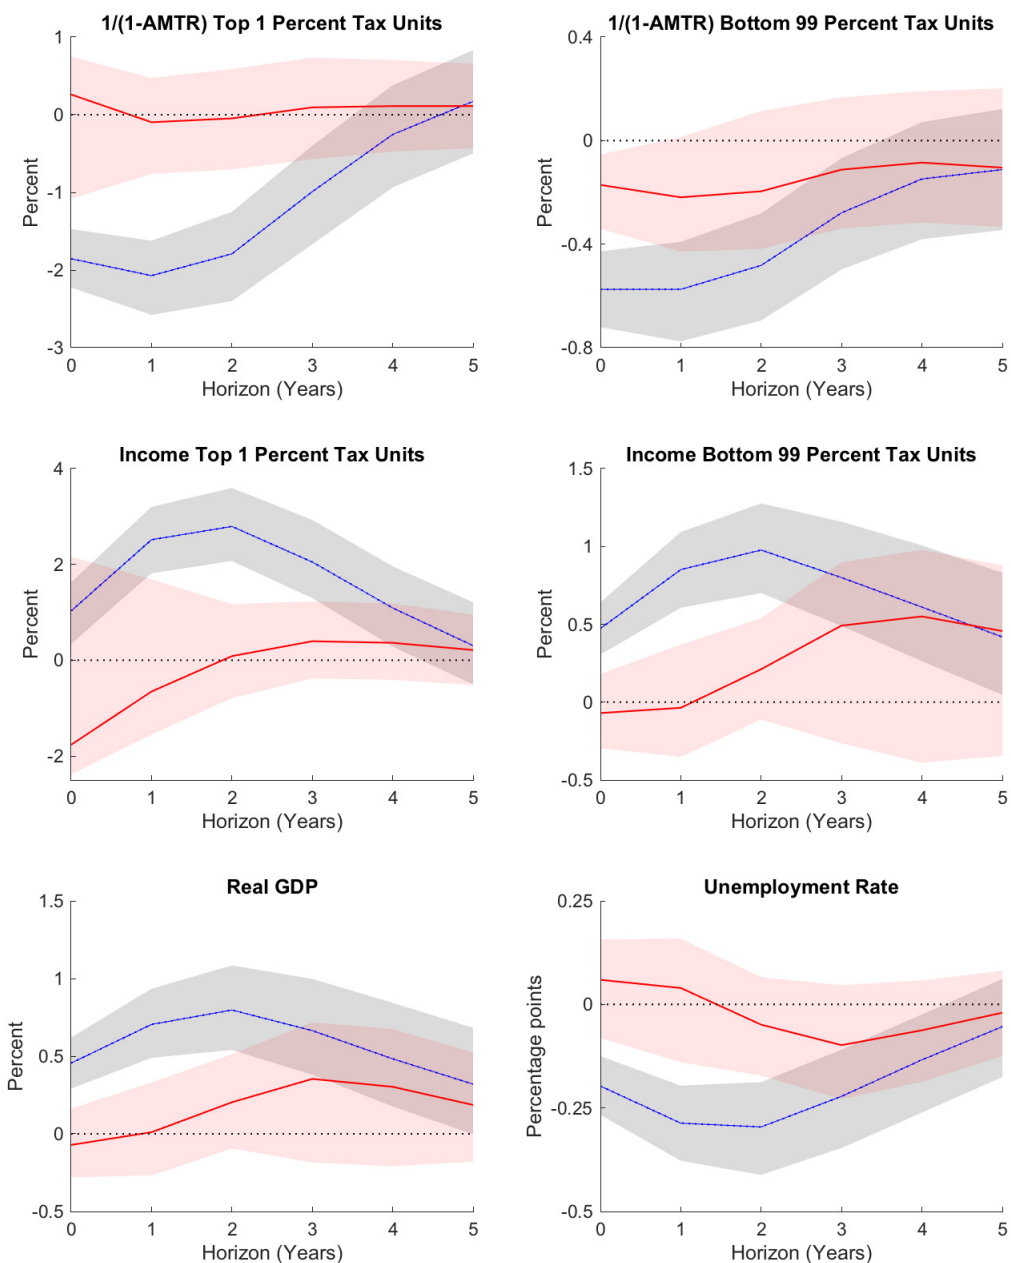 1/(1-AMTR) Top 1 Percent Tax Units
1
0
-1
-2
-3
Percent
0 1 2 3 4 5
Horizon (Years)
1/(1-AMTR) Bottom 99 Percent Tax Units
0.4
0
-0.4
-0.8
Percent
0 1 2 3 4 5
Horizon (Years)
Income Top 1 Percent Tax Units
4
2
0
-2
Percent
0 1 2 3 4 5
Horizon (Years)
Income Bottom 99 Percent Tax Units
1.5
1
0.5
0
-0.5
Percent
0 1 2 3 4 5
Horizon (Years)
Real GDP
1.5
1
0.5
0
-0.5
Percent
0 1 2 3 4 5
Horizon (Years)
Unemployment Rate
0.25
0
-0.25
-0.5
Percentage points
0 1 2 3 4 5
Horizon (Years)